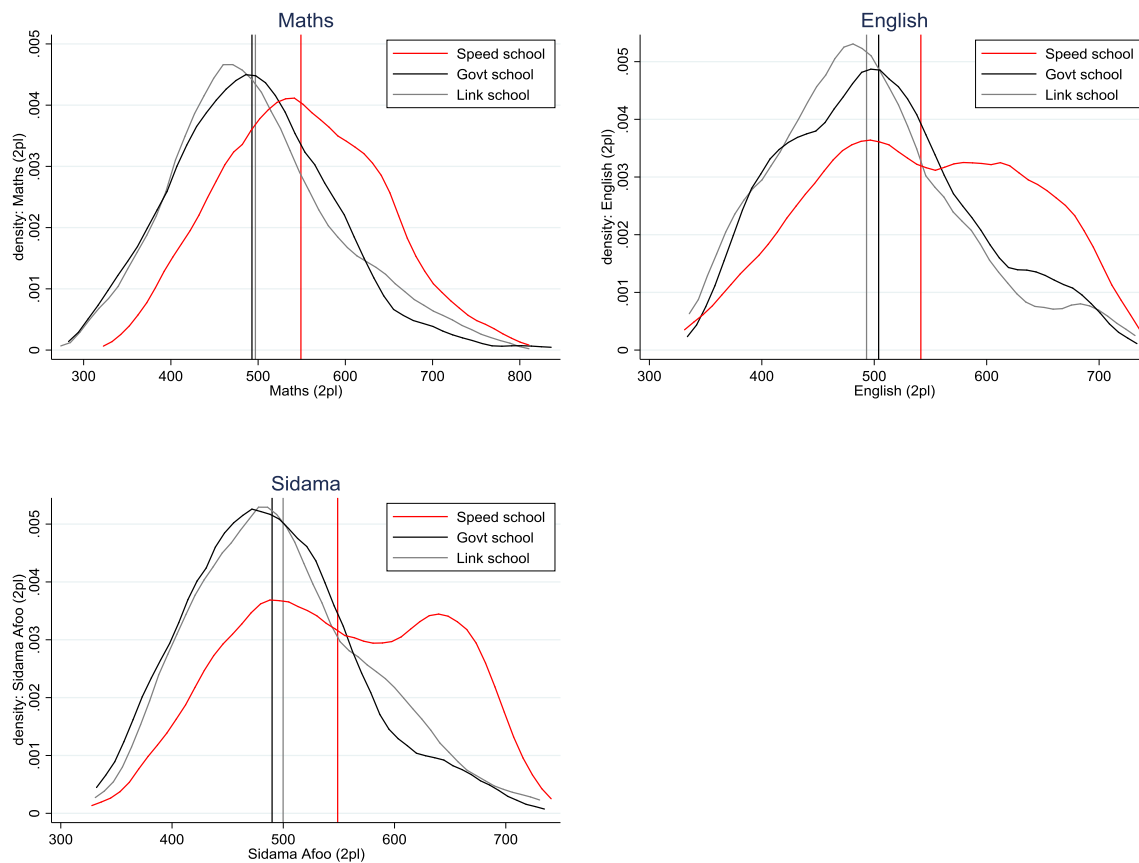 Maths
Speed school
Govt school
Link school
density: Maths (2pl)
.005
.004
.003
.002
.001
0
300 400 500 600 700 800
Maths (2pl)
English
Speed school
Govt school
Link school
density: English (2pl)
.005
.004
.003
.002
.001
0
300 400 500 600 700
English (2pl)
Sidama
Speed school
Govt school
Link school
density: Sidama Afoo (2pl)
.005
.004
.003
.002
.001
0
300 400 500 600 700
Sidama Afoo (2pl)